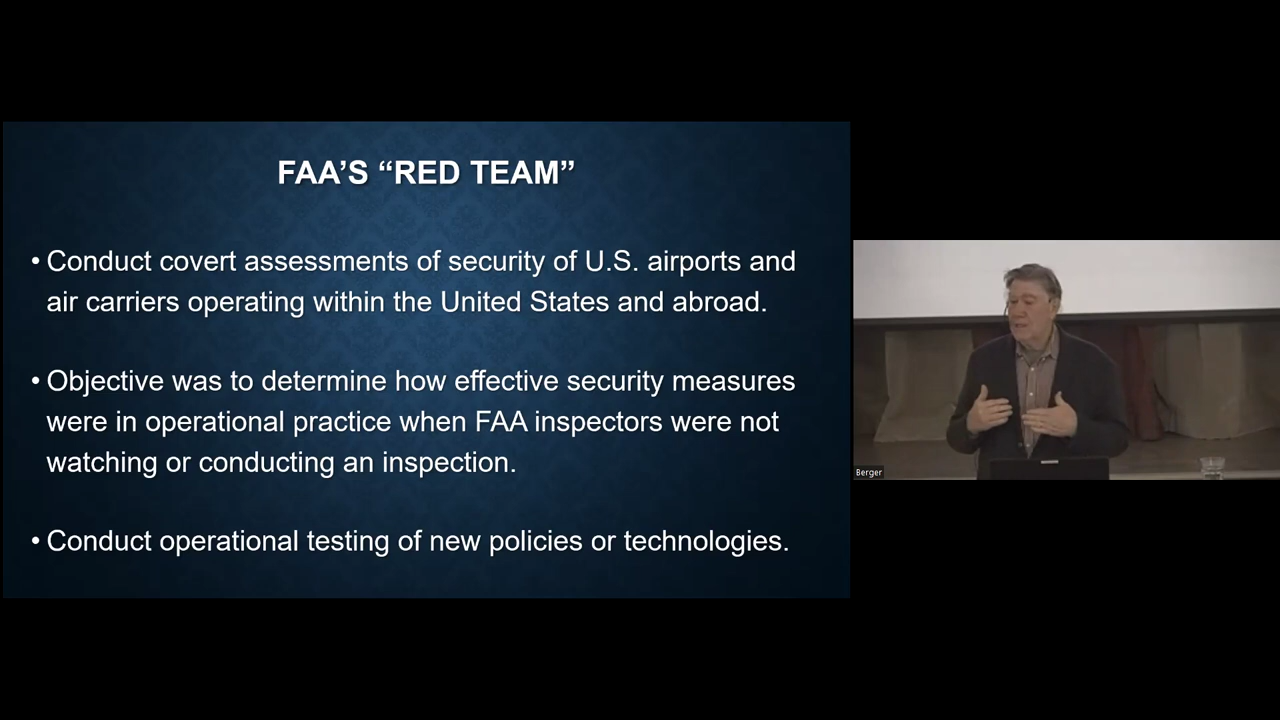 FAA’S “RED TEAM”
• Conduct covert assessments of security of U.S. airports and
air carriers operating within the United States and abroad.
• Objective was to determine how effective security measures
were in operational practice when FAA inspectors were not
watching or conducting an inspection.
• Conduct operational testing of new policies or technologies.
Berger